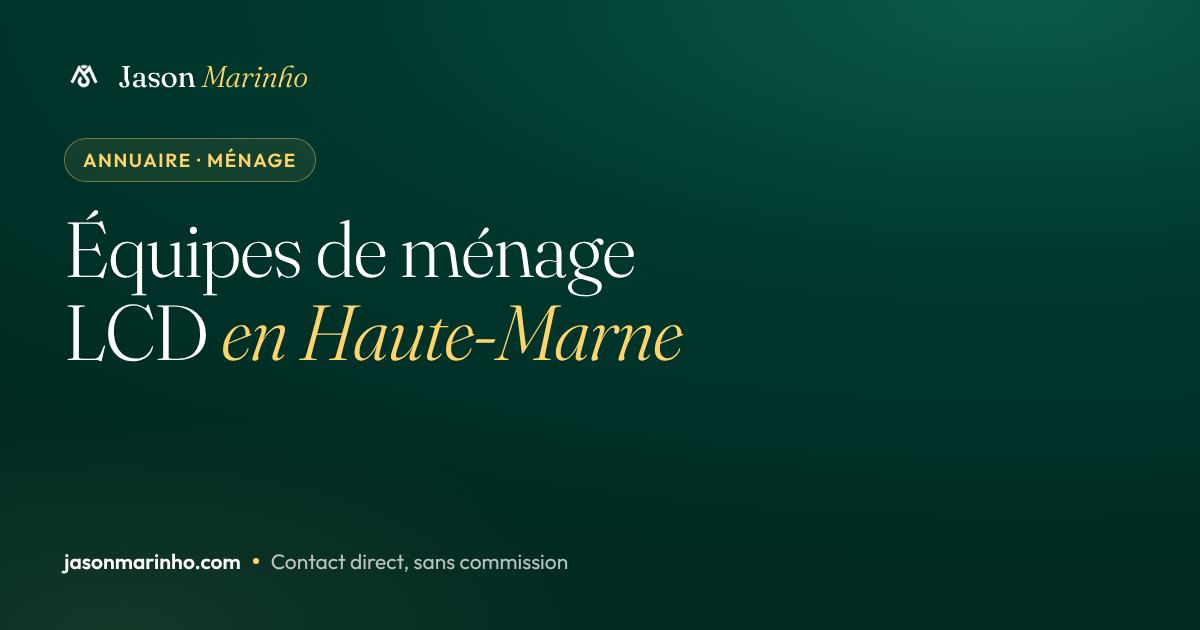 Jason Marinho
ANNUAIRE · MÉNAGE
Équipes de ménage
LCD en Haute-Marne
jasonmarinho.com • Contact direct, sans commission